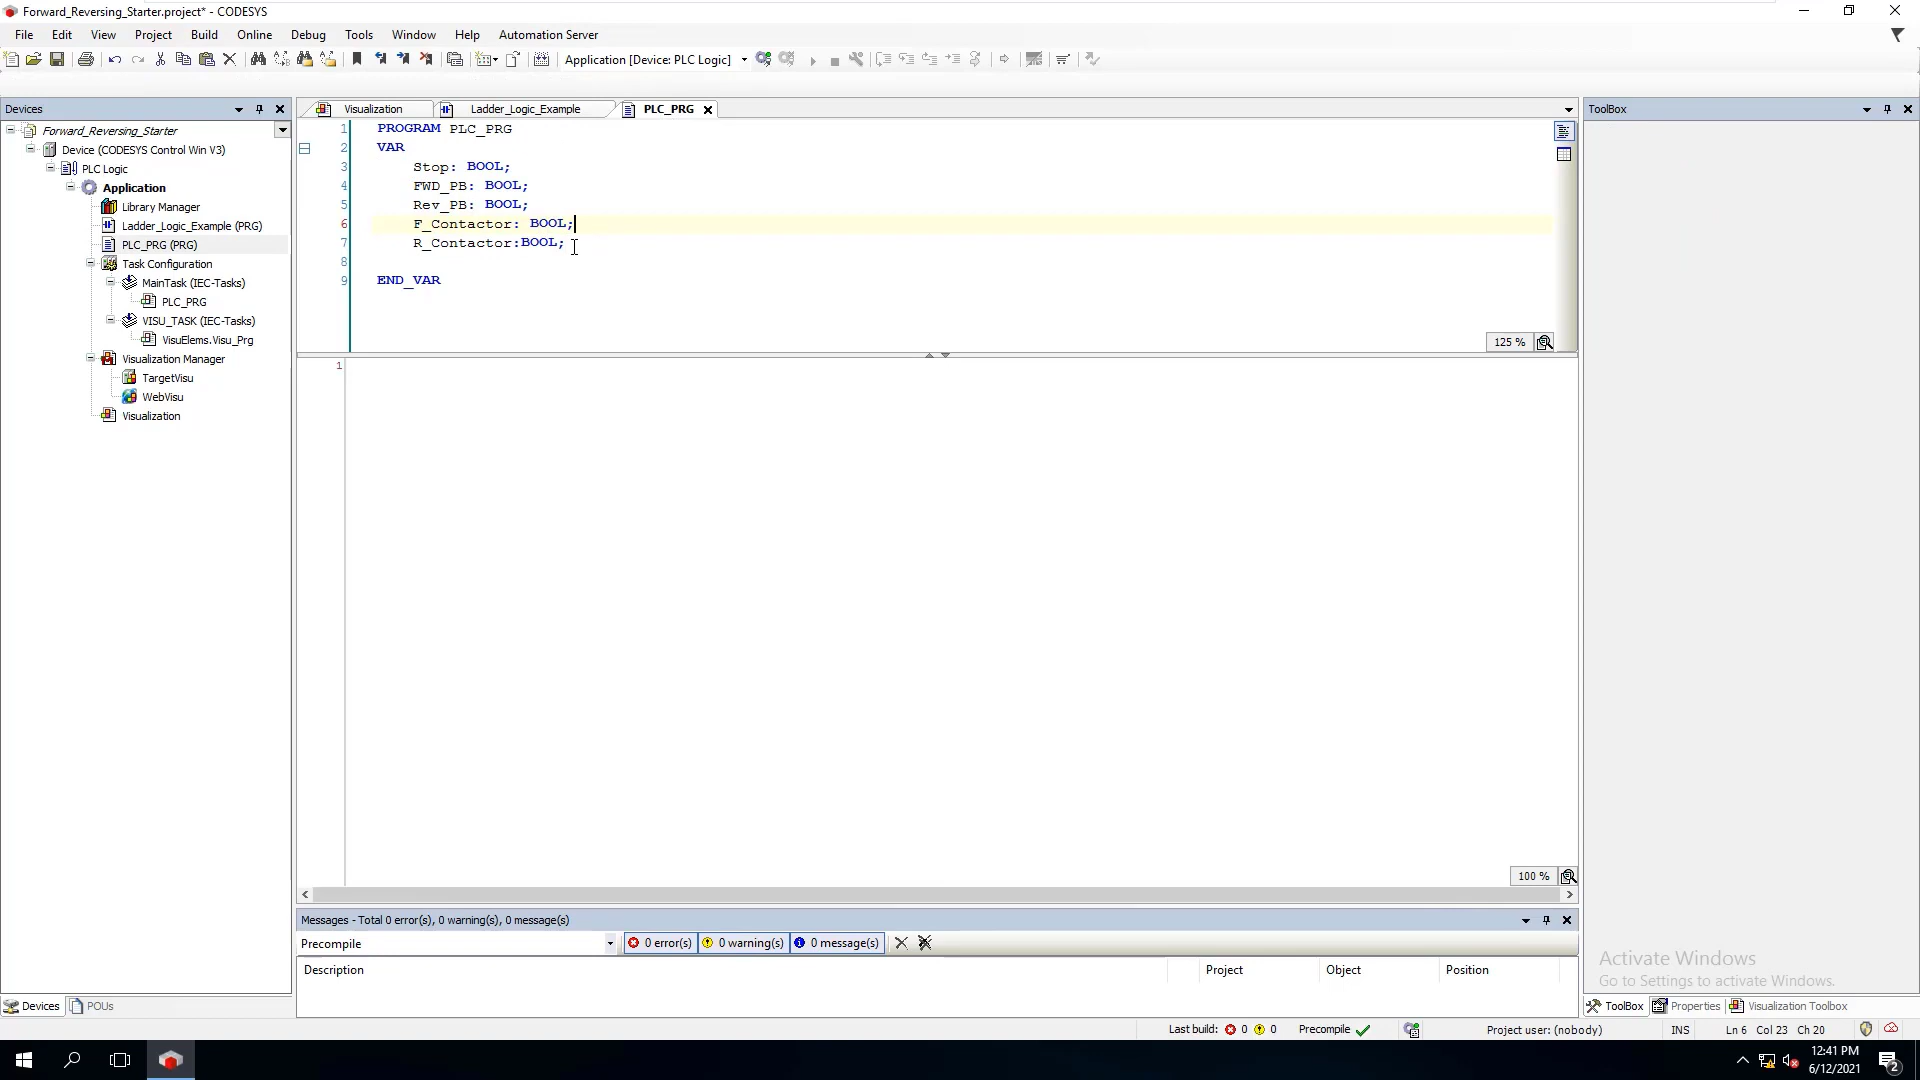 Forward_Reversing_Starter.project* - CODESYS
File Edit View Project Build Online Debug Tools Window Help Automation Server
Application [Device: PLC Logic]
Devices
Forward_Reversing_Starter
Device (CODESYS Control Win V3)
PLC Logic
Application
Library Manager
Ladder_Logic_Example (PRG)
PLC_PRG (PRG)
Task Configuration
MainTask (IEC-Tasks)
PLC_PRG
VISU_TASK (IEC-Tasks)
VisuElems.Visu_Prg
Visualization Manager
TargetVisu
WebVisu
Visualization
Devices POUs
Visualization Ladder_Logic_Example PLC_PRG
1 PROGRAM PLC_PRG
2 VAR
3 Stop: BOOL;
4 FWD_PB: BOOL;
5 Rev_PB: BOOL;
6 F_Contactor: BOOL;
7 R_Contactor:BOOL;
8
9 END_VAR
125 %
1
100 %
Messages - Total 0 error(s), 0 warning(s), 0 message(s)
Precompile 0 error(s) 0 warning(s) 0 message(s)
Description Project Object Position
ToolBox
Activate Windows
Go to Settings to activate Windows.
ToolBox Properties Visualization Toolbox
Last build: 0 0 Precompile Project user: (nobody) INS Ln 6 Col 23 Ch 20
12:41 PM
6/12/2021
2